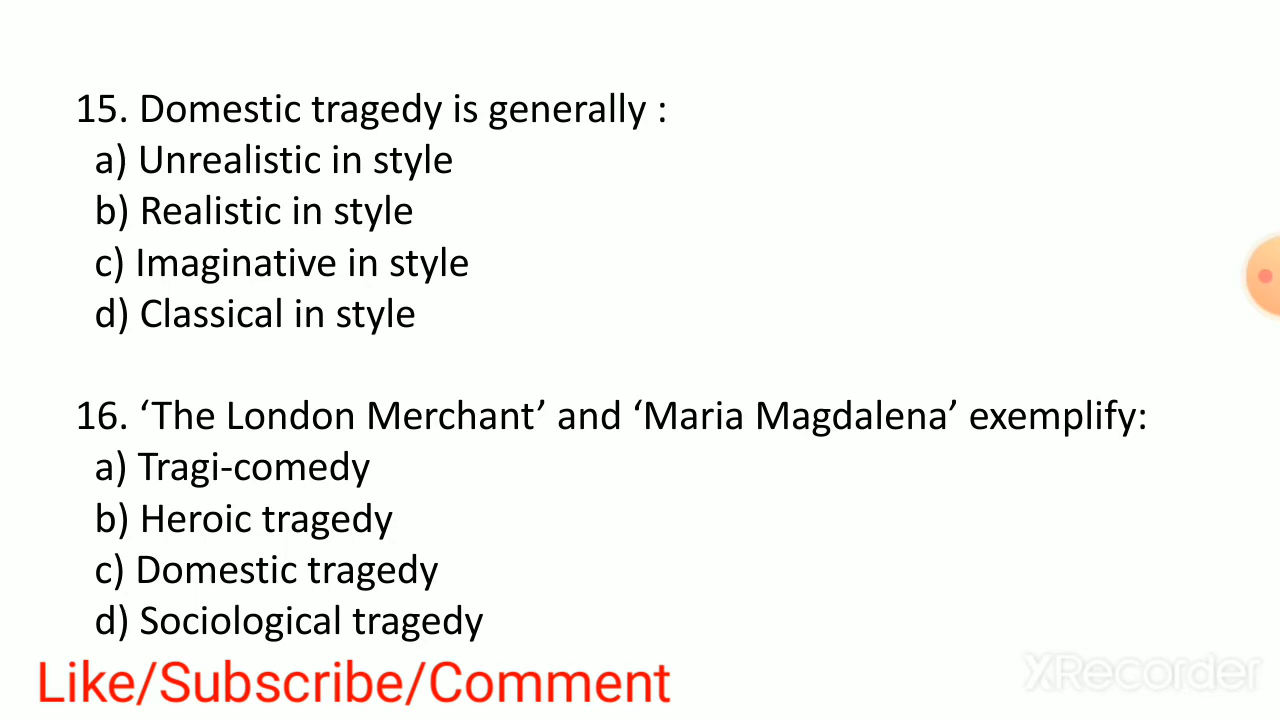 15. Domestic tragedy is generally :
a) Unrealistic in style
b) Realistic in style
c) Imaginative in style
d) Classical in style
16. ‘The London Merchant’ and ‘Maria Magdalena’ exemplify:
a) Tragi-comedy
b) Heroic tragedy
c) Domestic tragedy
d) Sociological tragedy
Like/Subscribe/Comment
XRecorder